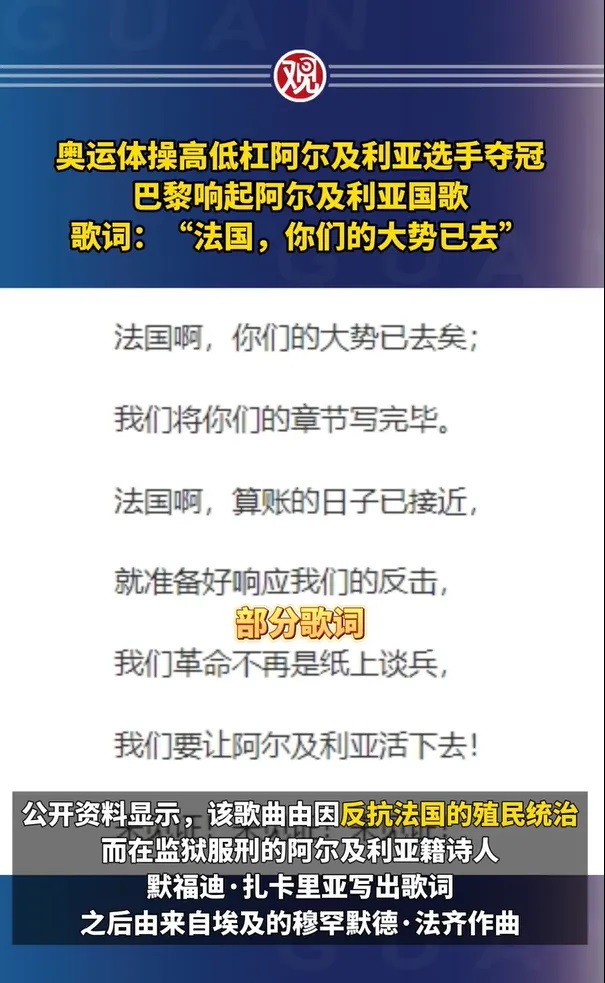 GUAN
观
奥运体操高低杠阿尔及利亚选手夺冠
巴黎响起阿尔及利亚国歌
歌词：“法国，你们的大势已去”
GUAN
法国啊，你们的大势已去矣；
我们将你们的章节写完毕。
法国啊，算账的日子已接近，
就准备好响应我们的反击，
部分歌词
我们革命不再是纸上谈兵，
我们要让阿尔及利亚活下去！
公开资料显示，该歌曲由因反抗法国的殖民统治
而在监狱服刑的阿尔及利亚籍诗人
默福迪·扎卡里亚写出歌词
之后由来自埃及的穆罕默德·法齐作曲